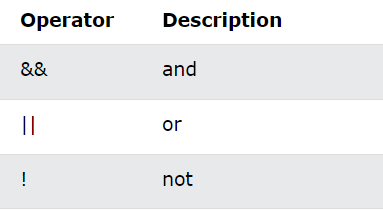 Operator Description
&& and
|| or
! not